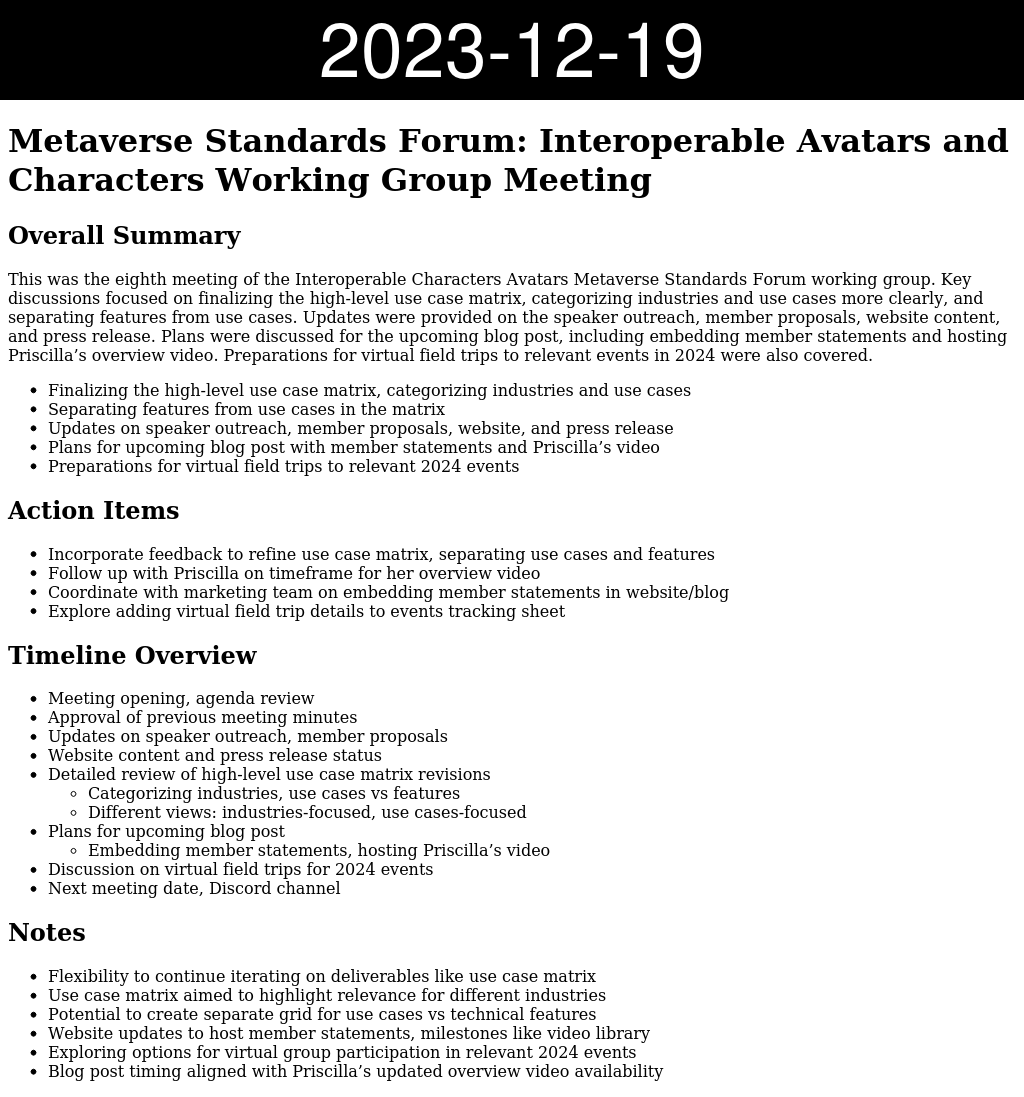 2023-12-19
Metaverse Standards Forum: Interoperable Avatars and
Characters Working Group Meeting
Overall Summary
This was the eighth meeting of the Interoperable Characters Avatars Metaverse Standards Forum working group. Key
discussions focused on finalizing the high-level use case matrix, categorizing industries and use cases more clearly, and
separating features from use cases. Updates were provided on the speaker outreach, member proposals, website content,
and press release. Plans were discussed for the upcoming blog post, including embedding member statements and hosting
Priscilla’s overview video. Preparations for virtual field trips to relevant events in 2024 were also covered.
• Finalizing the high-level use case matrix, categorizing industries and use cases
• Separating features from use cases in the matrix
• Updates on speaker outreach, member proposals, website, and press release
• Plans for upcoming blog post with member statements and Priscilla’s video
• Preparations for virtual field trips to relevant 2024 events
Action Items
• Incorporate feedback to refine use case matrix, separating use cases and features
• Follow up with Priscilla on timeframe for her overview video
• Coordinate with marketing team on embedding member statements in website/blog
• Explore adding virtual field trip details to events tracking sheet
Timeline Overview
• Meeting opening, agenda review
• Approval of previous meeting minutes
• Updates on speaker outreach, member proposals
• Website content and press release status
• Detailed review of high-level use case matrix revisions
◦ Categorizing industries, use cases vs features
◦ Different views: industries-focused, use cases-focused
• Plans for upcoming blog post
◦ Embedding member statements, hosting Priscilla’s video
• Discussion on virtual field trips for 2024 events
• Next meeting date, Discord channel
Notes
• Flexibility to continue iterating on deliverables like use case matrix
• Use case matrix aimed to highlight relevance for different industries
• Potential to create separate grid for use cases vs technical features
• Website updates to host member statements, milestones like video library
• Exploring options for virtual group participation in relevant 2024 events
• Blog post timing aligned with Priscilla’s updated overview video availability